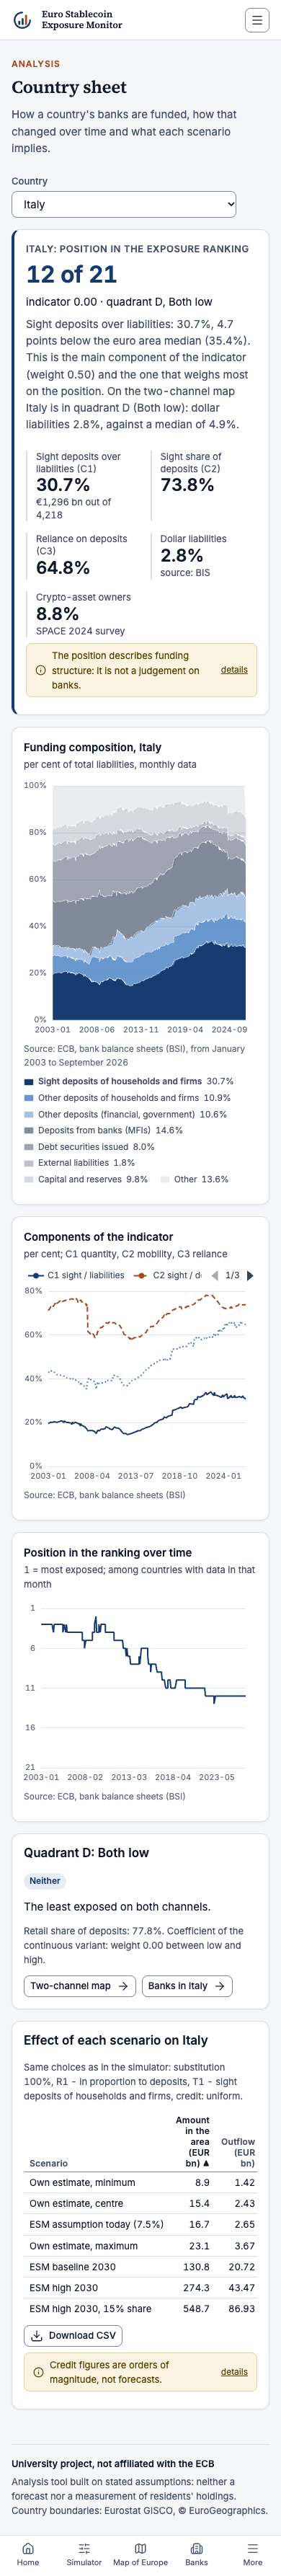 Euro Stablecoin
Exposure Monitor
ANALYSIS
Country sheet
How a country's banks are funded, how that
changed over time and what each scenario
implies.
Country
Italy
ITALY: POSITION IN THE EXPOSURE RANKING
12 of 21
indicator 0.00 · quadrant D, Both low
Sight deposits over liabilities: 30.7%, 4.7
points below the euro area median (35.4%).
This is the main component of the indicator
(weight 0.50) and the one that weighs most
on the position. On the two-channel map
Italy is in quadrant D (Both low): dollar
liabilities 2.8%, against a median of 4.9%.
Sight deposits over
liabilities (C1)
30.7%
€1,296 bn out of
4,218
Sight share of
deposits (C2)
73.8%
Reliance on deposits
(C3)
64.8%
Dollar liabilities
2.8%
source: BIS
Crypto-asset owners
8.8%
SPACE 2024 survey
The position describes funding
structure: it is not a judgement on
banks.
details
Funding composition, Italy
per cent of total liabilities, monthly data
100%
80%
60%
40%
20%
0%
2003-01 2008-06 2013-11 2019-04 2024-09
Source: ECB, bank balance sheets (BSI), from January
2003 to September 2026
Sight deposits of households and firms 30.7%
Other deposits of households and firms 10.9%
Other deposits (financial, government) 10.6%
Deposits from banks (MFIs) 14.6%
Debt securities issued 8.0%
External liabilities 1.8%
Capital and reserves 9.8% Other 13.6%
Components of the indicator
per cent; C1 quantity, C2 mobility, C3 reliance
C1 sight / liabilities C2 sight / d 1/3
80%
60%
40%
20%
0%
2003-01 2008-04 2013-07 2018-10 2024-01
Source: ECB, bank balance sheets (BSI)
Position in the ranking over time
1 = most exposed; among countries with data in that
month
1
6
11
16
21
2003-01 2008-02 2013-03 2018-04 2023-05
Source: ECB, bank balance sheets (BSI)
Quadrant D: Both low
Neither
The least exposed on both channels.
Retail share of deposits: 77.8%. Coefficient of the
continuous variant: weight 0.00 between low and
high.
Two-channel map →
Banks in Italy →
Effect of each scenario on Italy
Same choices as in the simulator: substitution
100%, R1 - in proportion to deposits, T1 - sight
deposits of households and firms, credit: uniform.
Scenario
Amount
in the
area
(EUR
bn) ▲
Outflow
(EUR
bn)
Own estimate, minimum 8.9 1.42
Own estimate, centre 15.4 2.43
ESM assumption today (7.5%) 16.7 2.65
Own estimate, maximum 23.1 3.67
ESM baseline 2030 130.8 20.72
ESM high 2030 274.3 43.47
ESM high 2030, 15% share 548.7 86.93
Download CSV
Credit figures are orders of
magnitude, not forecasts.
details
University project, not affiliated with the ECB
Analysis tool built on stated assumptions: neither a
forecast nor a measurement of residents' holdings.
Country boundaries: Eurostat GISCO, © EuroGeographics.
Home
Simulator
Map of Europe
Banks
More